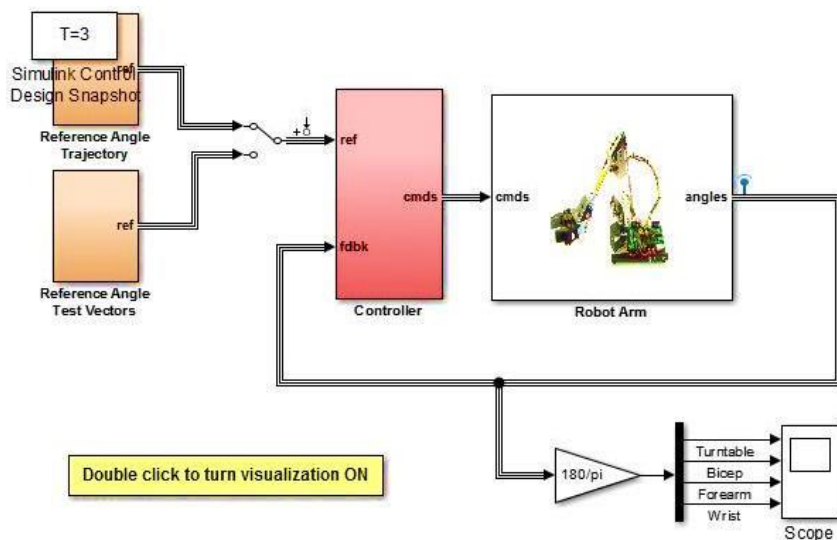 T=3
Simulink Control
Design Snapshot
ref
Reference Angle
Trajectory
ref
Reference Angle
Test Vectors
+
ref
cmds
fdbk
Controller
cmds
angles
Robot Arm
Double click to turn visualization ON
180/pi
Turntable
Bicep
Forearm
Wrist
Scope